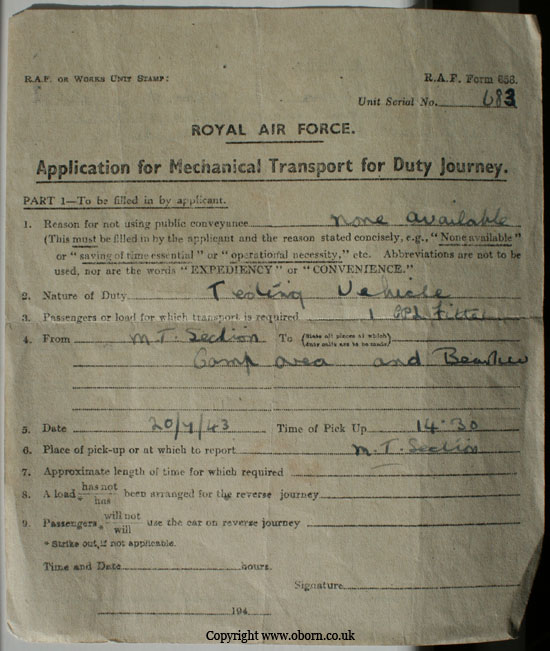 R.A.F. OR WORKS UNIT STAMP:
R.A.F. Form 658.
Unit Serial No. 683
ROYAL AIR FORCE.
Application for Mechanical Transport for Duty Journey.
PART 1—To be filled in by applicant.
1. Reason for not using public conveyance none available
(This must be filled in by the applicant and the reason stated concisely, e.g., "None available"
or "saving of time essential" or "operational necessity," etc. Abbreviations are not to be
used, nor are the words "EXPEDIENCY" or "CONVENIENCE."
2. Nature of Duty Testing Vehicle
3. Passengers or load for which transport is required 1 Fitter
4. From M.T. Section To (State all places at which duty calls are to be made)
Camp area and
5. Date 20/7/43 Time of Pick Up 14.30
6. Place of pick-up or at which to report M.T. Section
7. Approximate length of time for which required
8. A load has not / has * been arranged for the reverse journey
9. Passengers * will not / will use the car on reverse journey
* Strike out, if not applicable.
Time and Date hours.
Signature
194
Copyright www.oborn.co.uk